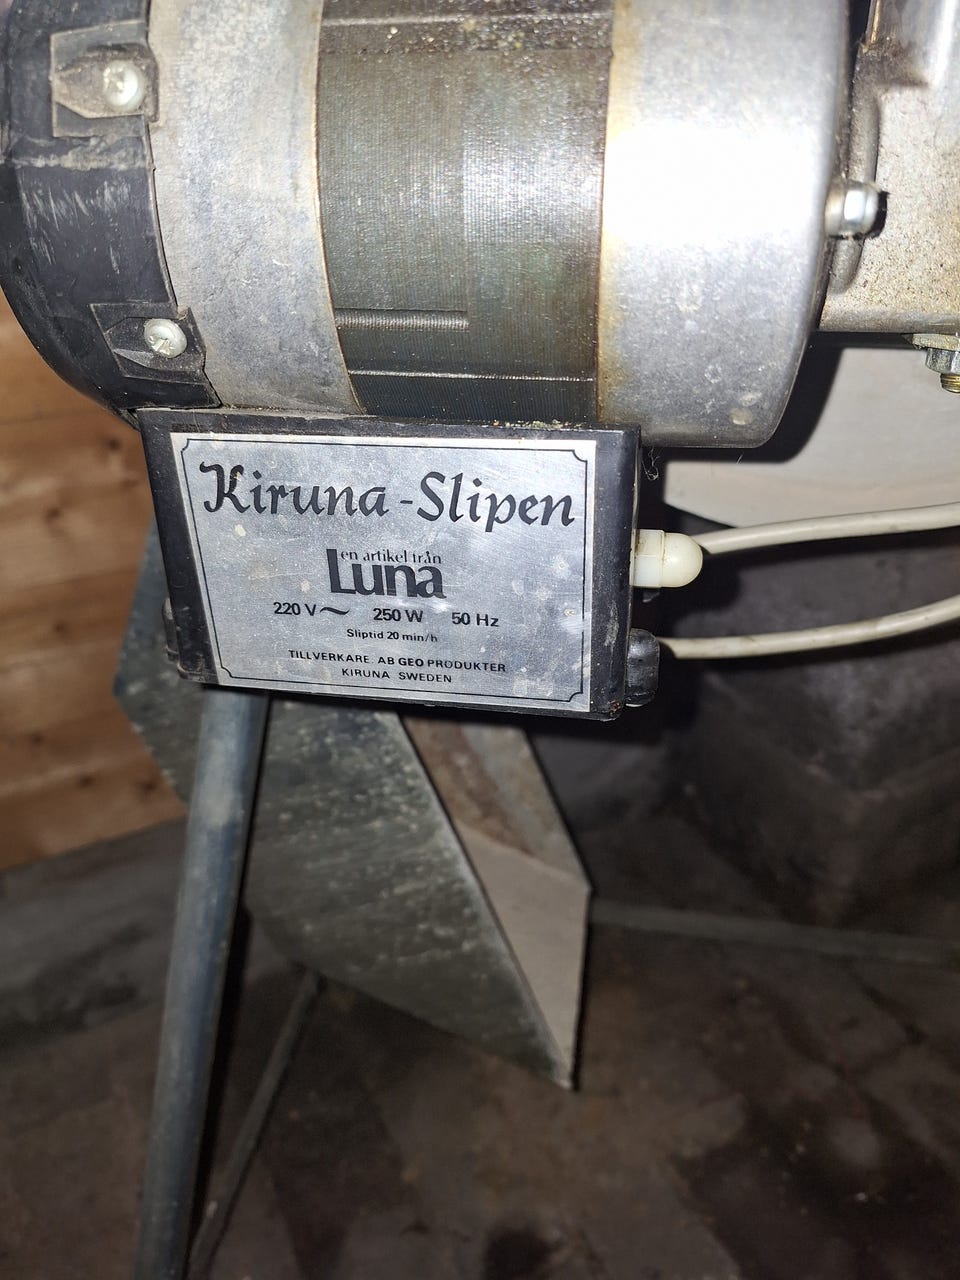 Kiruna-Slipen
en artikel från
Luna
220 V~ 250 W 50 Hz
Sliptid 20 min/h
TILLVERKARE: AB GEO PRODUKTER
KIRUNA SWEDEN